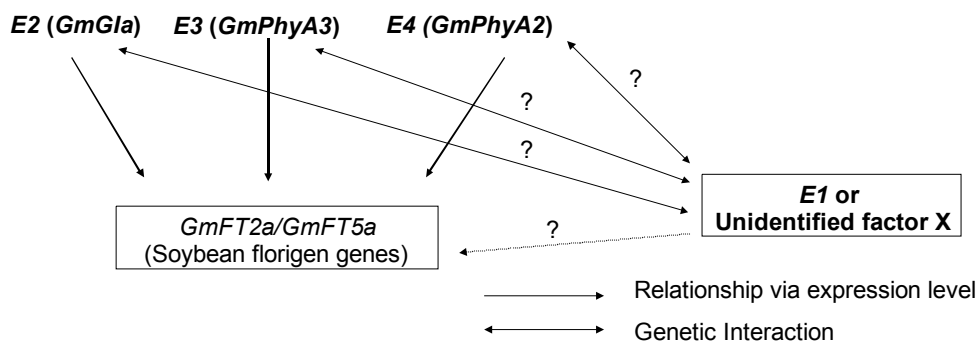 E2 (GmGIa) E3 (GmPhyA3) E4 (GmPhyA2)
?
?
?
E1 or
Unidentified factor X
GmFT2a/GmFT5a
(Soybean florigen genes)
?
Relationship via expression level
Genetic Interaction